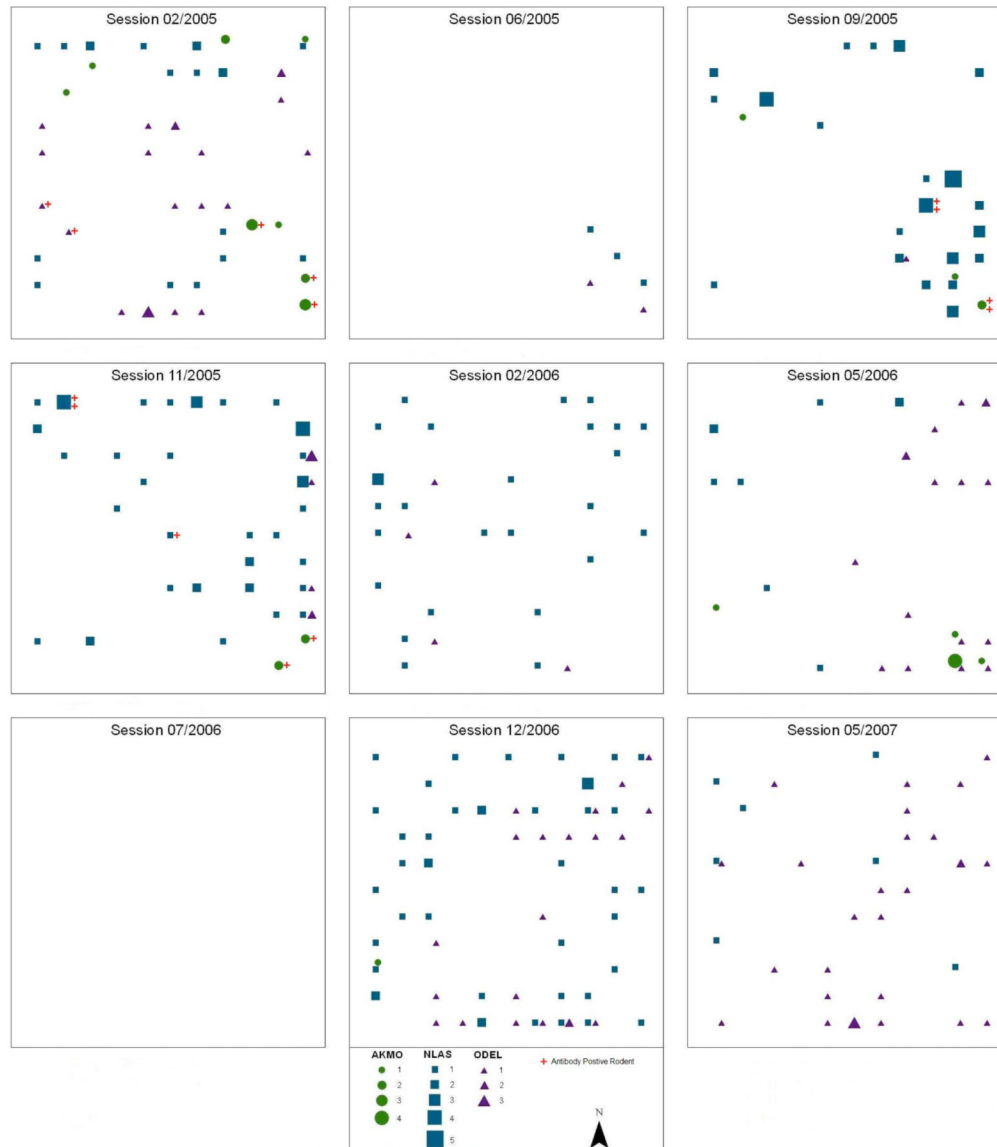 Session 02/2005
Session 06/2005
Session 09/2005
Session 11/2005
Session 02/2006
Session 05/2006
Session 07/2006
Session 12/2006
Session 05/2007
AKMO NLAS ODEL
1 1 1 + Antibody Postive Rodent
2 2 2
3 3 3
4 4
5
N